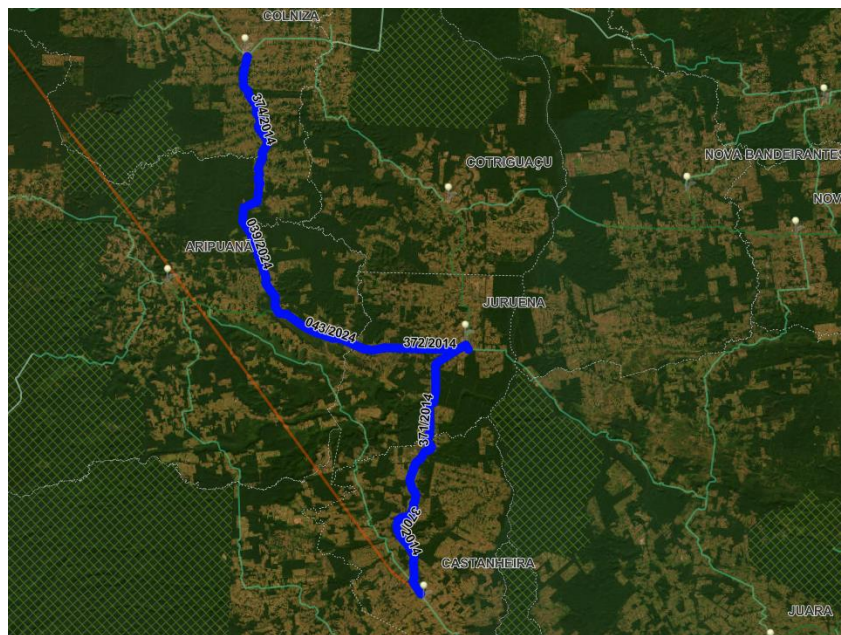 COLNIZA
374/2014
COTRIGUAÇU
NOVA BANDEIRANTES
NOV
039/2024
ARIPUANÃ
JURUENA
043/2024
372/2014
371/2014
370/2014
CASTANHEIRA
JUARA